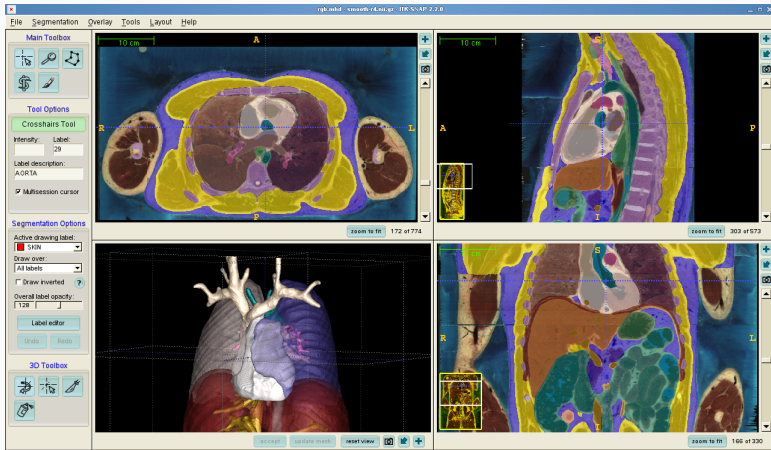 rgb.mhd - smooth-r4.nii.gz - ITK-SNAP 2.2.0
File Segmentation Overlay Tools Layout Help
Main Toolbox
Tool Options
Crosshairs Tool
Intensity: Label:
29
Label description:
AORTA
Multisession cursor
Segmentation Options
Active drawing label:
SKIN
Draw over:
All labels
Draw inverted ?
Overall label opacity:
128
Label editor
Undo Redo
3D Toolbox
10 cm
A
R
L
P
zoom to fit 172 of 774
10 cm
S
A
P
I
zoom to fit 303 of 573
accept update mesh reset view
S
R
L
I
zoom to fit 166 of 330